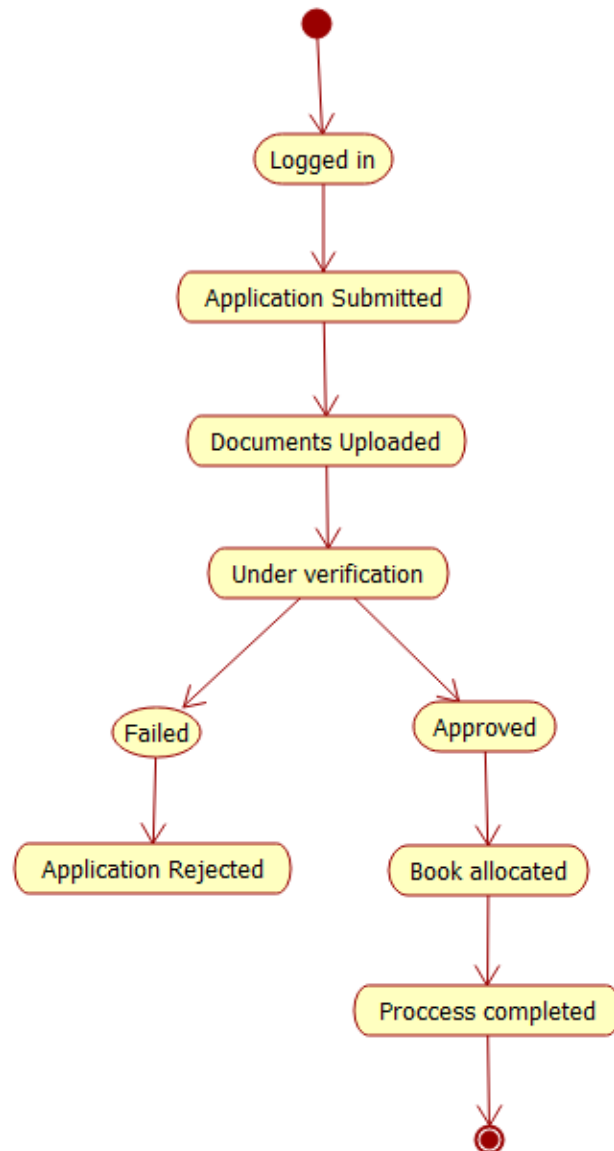 Logged in
Application Submitted
Documents Uploaded
Under verification
Failed
Approved
Application Rejected
Book allocated
Proccess completed